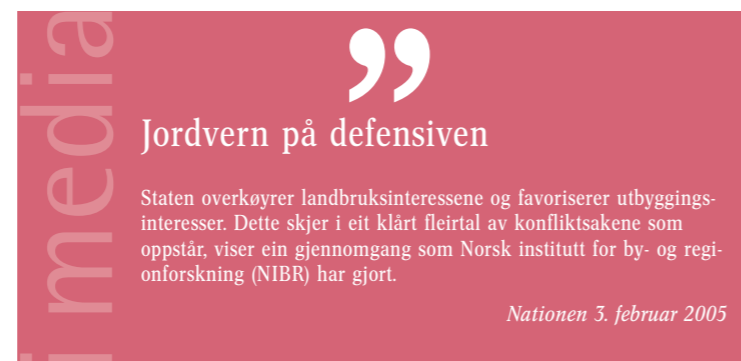 i media
”
Jordvern på defensiven
Staten overkøyrer landbruksinteressene og favoriserer utbyggings-
interesser. Dette skjer i eit klårt fleirtal av konfliktsakene som
oppstår, viser ein gjennomgang som Norsk institutt for by- og regi-
onforskning (NIBR) har gjort.
Nationen 3. februar 2005